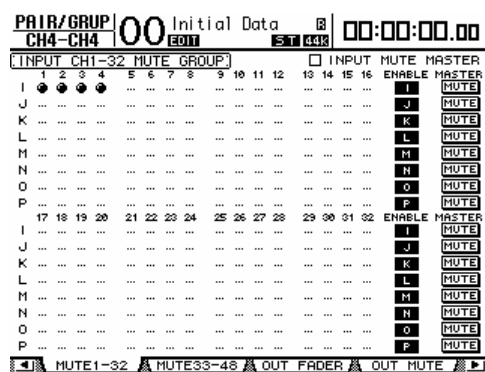 PAIR/GRUP 00 Initial Data R 00:00:00.00
CH4-CH4 EDIT ST 44K
INPUT CH1-32 MUTE GROUP INPUT MUTE MASTER
1 2 3 4 5 6 7 8 9 10 11 12 13 14 15 16 ENABLE MASTER
I I MUTE
J J MUTE
K K MUTE
L L MUTE
M M MUTE
N N MUTE
O O MUTE
P P MUTE
17 18 19 20 21 22 23 24 25 26 27 28 29 30 31 32 ENABLE MASTER
I I MUTE
J J MUTE
K K MUTE
L L MUTE
M M MUTE
N N MUTE
O O MUTE
P P MUTE
MUTE1-32 MUTE33-48 OUT FADER OUT MUTE